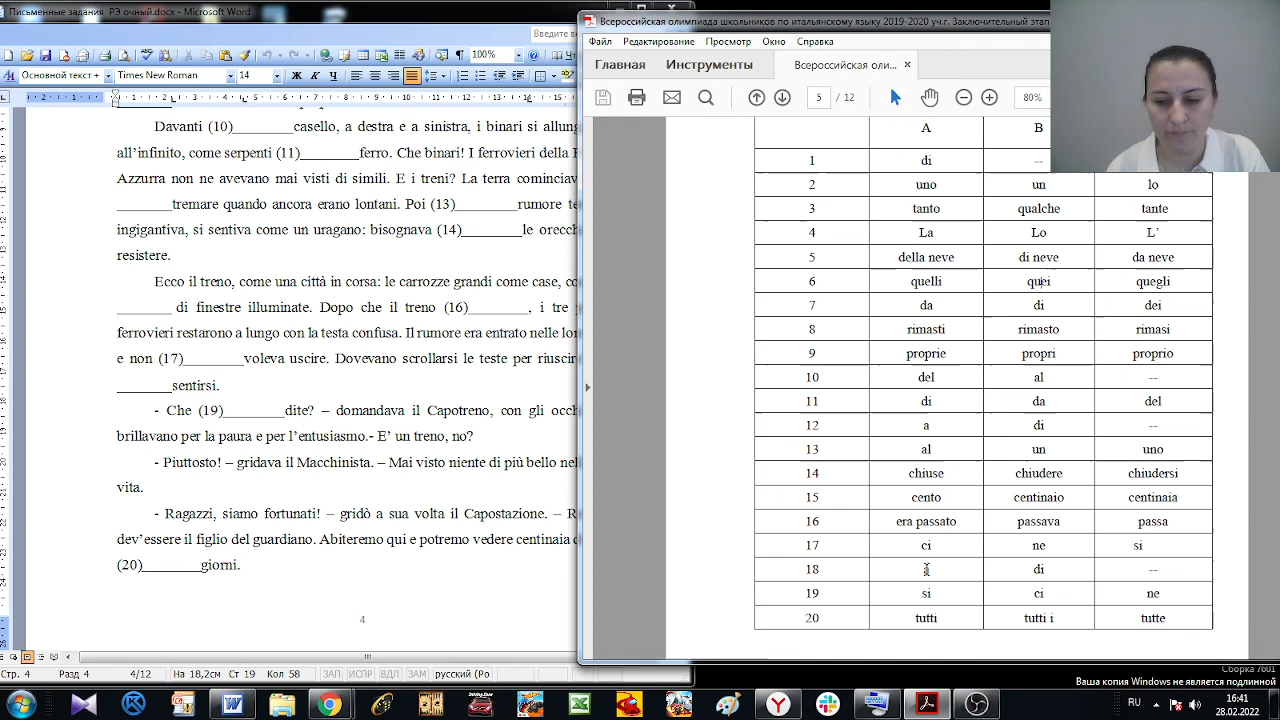 Письменные задания  РЭ очный.docx - Microsoft Word
Введите во
100%
Основной текст +
Times New Roman
14
Ж К Ч
Davanti (10)________casello, a destra e a sinistra, i binari si allung
all’infinito, come serpenti (11)________ferro. Che binari! I ferrovieri della
Azzurra non ne avevano mai visti di simili. E i treni? La terra cominciav
_______tremare quando ancora erano lontani. Poi (13)________rumore te
ingigantiva, si sentiva come un uragano: bisognava (14)_______le orecch
resistere.
Ecco il treno, come una città in corsa: le carrozze grandi come case, co
_______ di finestre illuminate. Dopo che il treno (16)________, i tre p
ferrovieri restarono a lungo con la testa confusa. Il rumore era entrato nelle lor
e non (17)________voleva uscire. Dovevano scrollarsi le teste per riuscir
_______sentirsi.
- Che (19)________dite? – domandava il Capotreno, con gli occh
brillavano per la paura e per l’entusiasmo.- E’ un treno, no?
- Piuttosto! – gridava il Macchinista. – Mai visto niente di più bello nel
vita.
- Ragazzi, siamo fortunati! – gridò a sua volta il Capostazione. – R
dev’essere il figlio del guardiano. Abiteremo qui e potremo vedere centinaia d
(20)________giorni.
4
Стр. 4 Разд 4 4/12 На 18,2см Ст 19 Кол 58 ЗАП ИСПР ВДЛ ЗАМ русский (Ро
Всероссийская олимпиада школьников по итальянскому языку 2019-2020 уч.г. Заключительный этап
Файл Редактирование Просмотр Окно Справка
Главная Инструменты Всероссийская оли... ×
5 / 12 80%
A B
1 di --
2 uno un lo
3 tanto qualche tante
4 La Lo L’
5 della neve di neve da neve
6 quelli quei quegli
7 da di dei
8 rimasti rimasto rimasi
9 proprie propri proprio
10 del al --
11 di da del
12 a di --
13 al un uno
14 chiuse chiudere chiudersi
15 cento centinaio centinaia
16 era passato passava passa
17 ci ne si
18 di --
19 si ci ne
20 tutti tutti i tutte
Сборка 7601
Ваша копия Windows не является подлинной
RU
16:41
28.02.2022